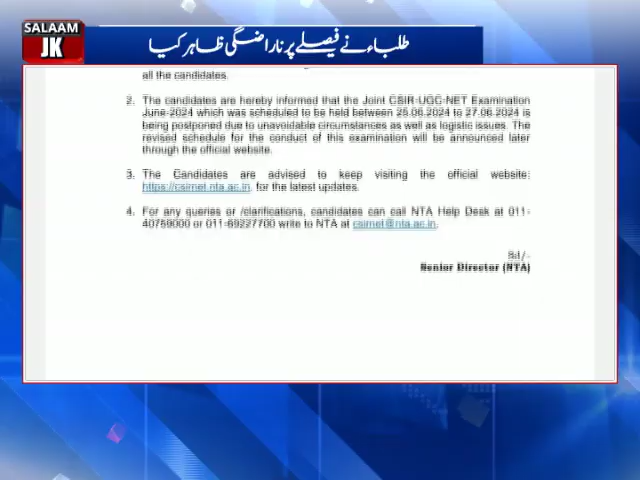 SALAAM
JK
طلباء نے فیصلے پر ناراضگی ظاہر کیا
all the candidates.
2. The candidates are hereby informed that the Joint CSIR-UGC-NET Examination
June-2024 which was scheduled to be held between 25.06.2024 to 27.06.2024 is
being postponed due to unavoidable circumstances as well as logistic issues. The
revised schedule for the conduct of this examination will be announced later
through the official website.
3. The Candidates are advised to keep visiting the official website:
https://csirnet.nta.ac.in. for the latest updates.
4. For any queries or /clarifications, candidates can call NTA Help Desk at 011-
40759000 or 011-69227700 write to NTA at csirnet@nta.ac.in.
Sd/-
Senior Director (NTA)